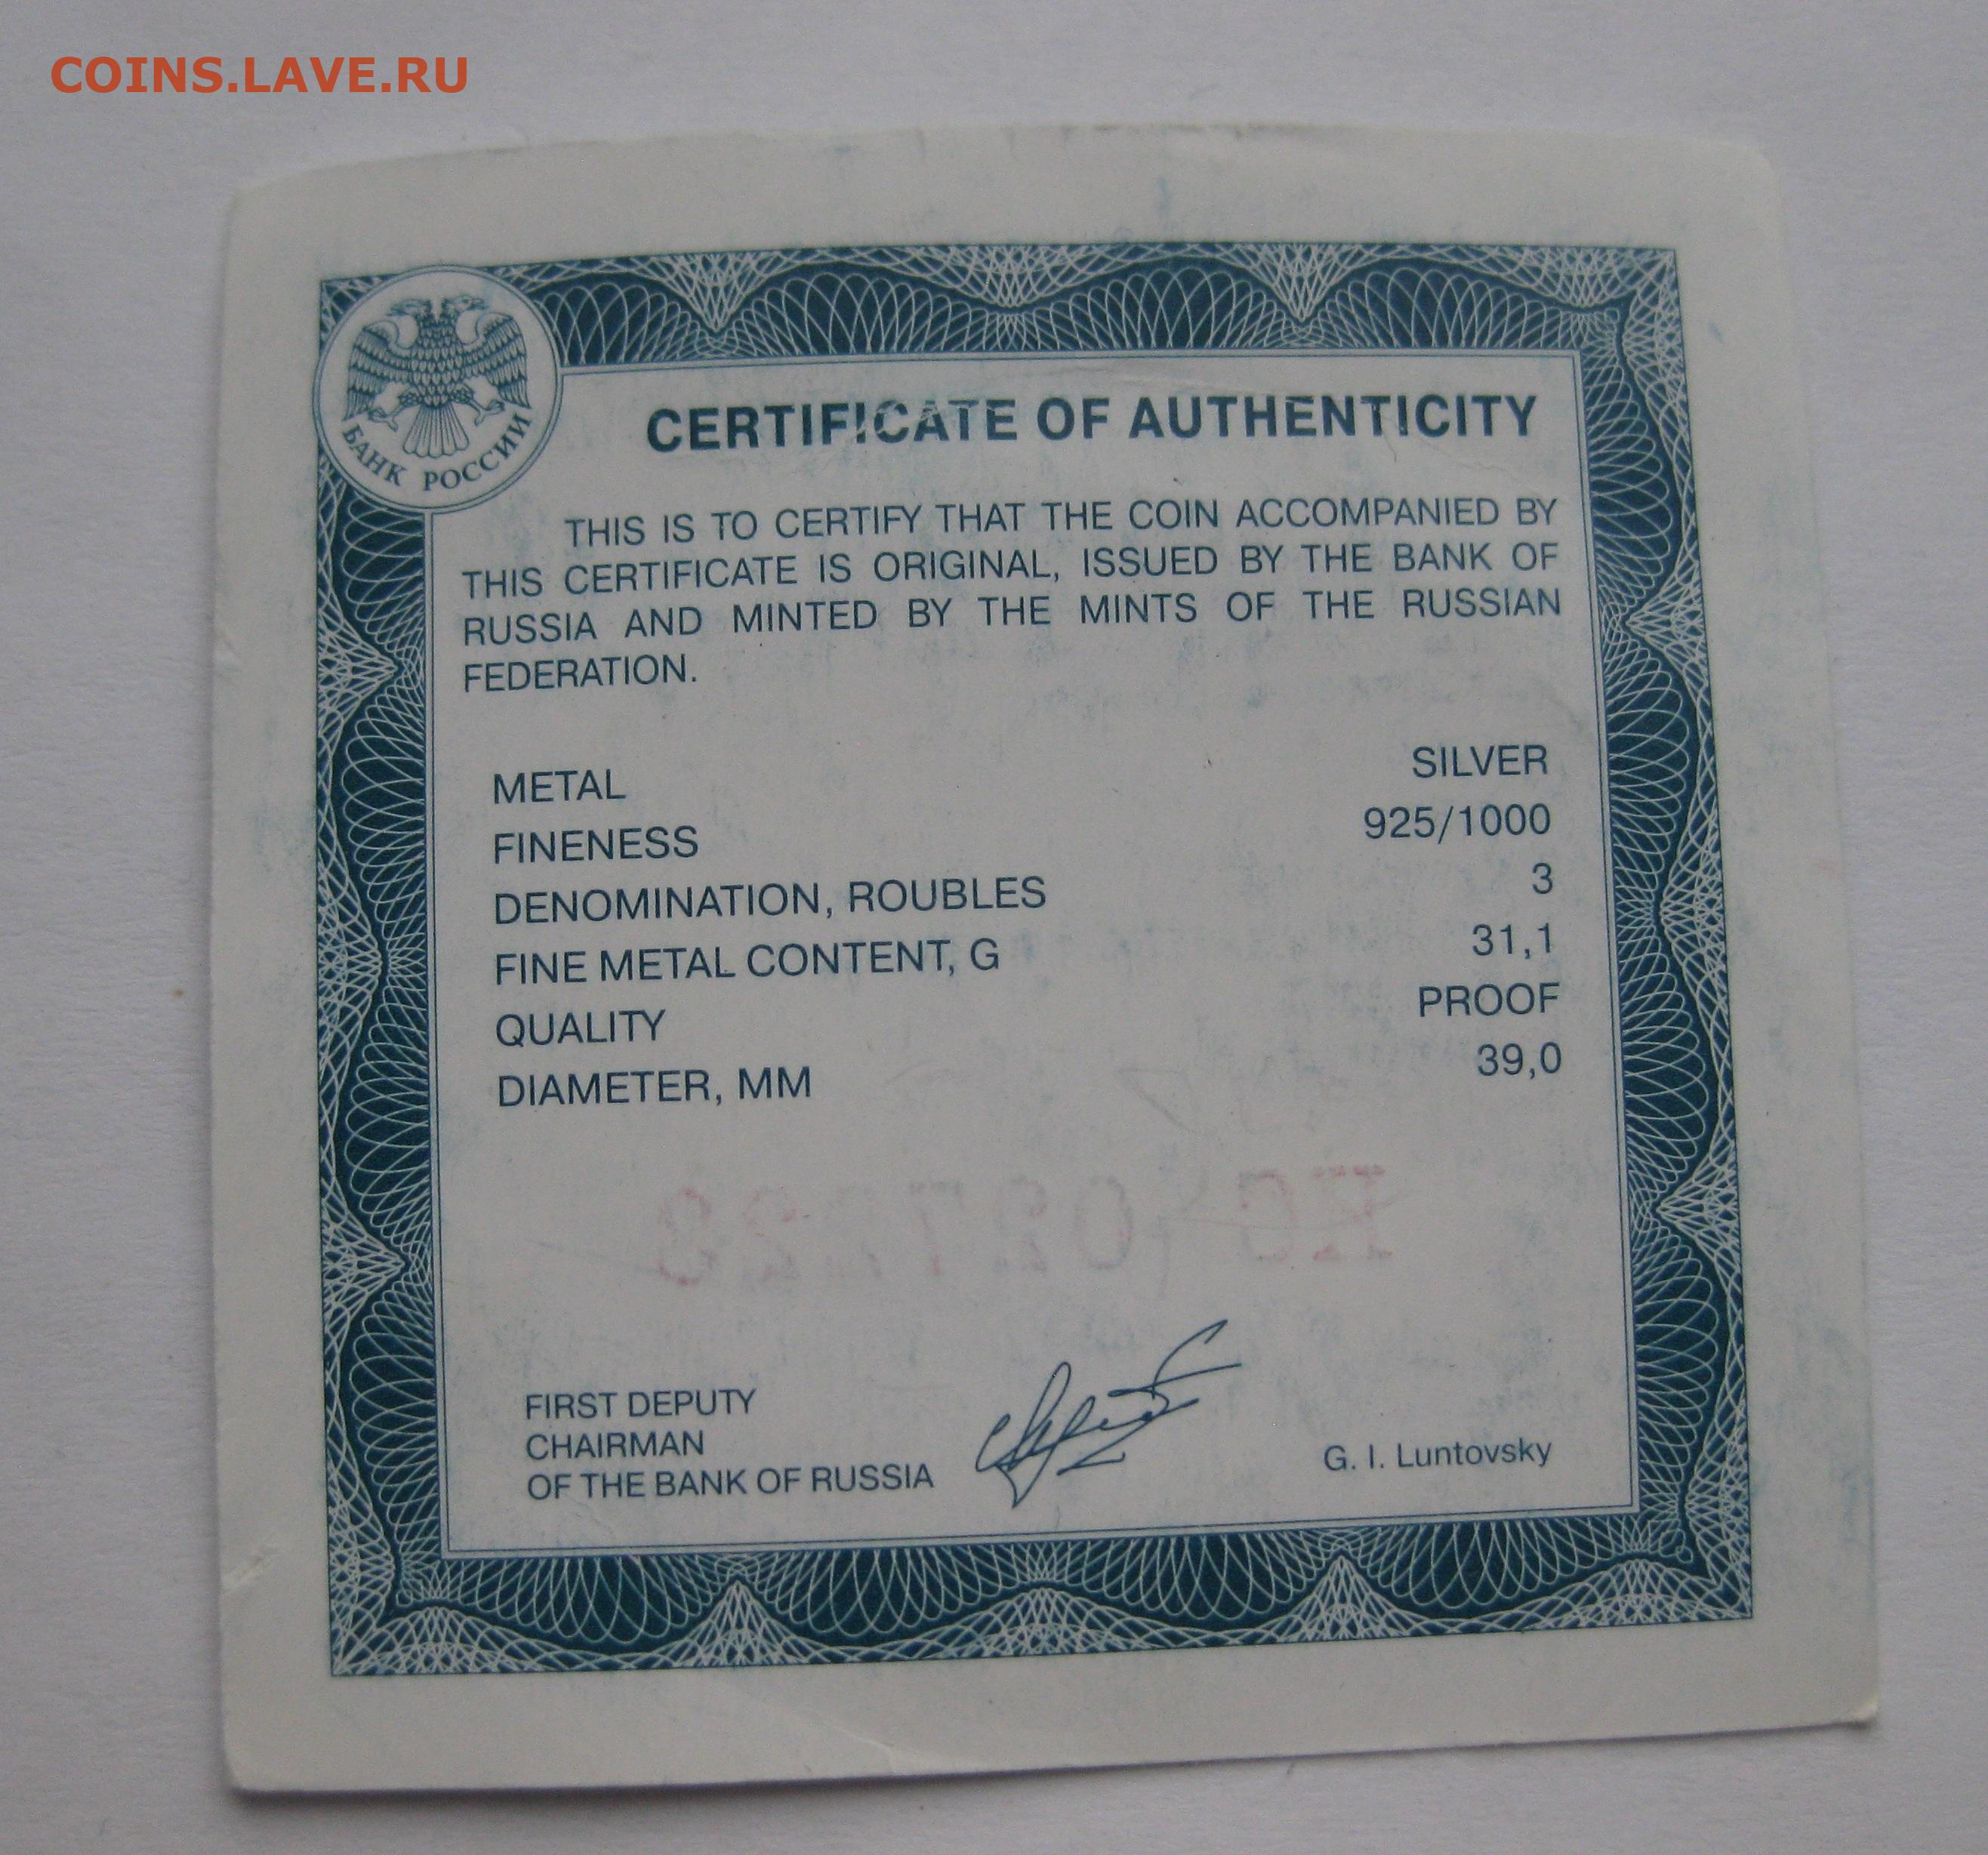 COINS.LAVE.RU
БАНК РОССИИ
CERTIFICATE OF AUTHENTICITY
THIS IS TO CERTIFY THAT THE COIN ACCOMPANIED BY
THIS CERTIFICATE IS ORIGINAL, ISSUED BY THE BANK OF
RUSSIA AND MINTED BY THE MINTS OF THE RUSSIAN
FEDERATION.
METAL SILVER
FINENESS 925/1000
DENOMINATION, ROUBLES 3
FINE METAL CONTENT, G 31,1
QUALITY PROOF
DIAMETER, MM 39,0
FIRST DEPUTY
CHAIRMAN
OF THE BANK OF RUSSIA
G. I. Luntovsky